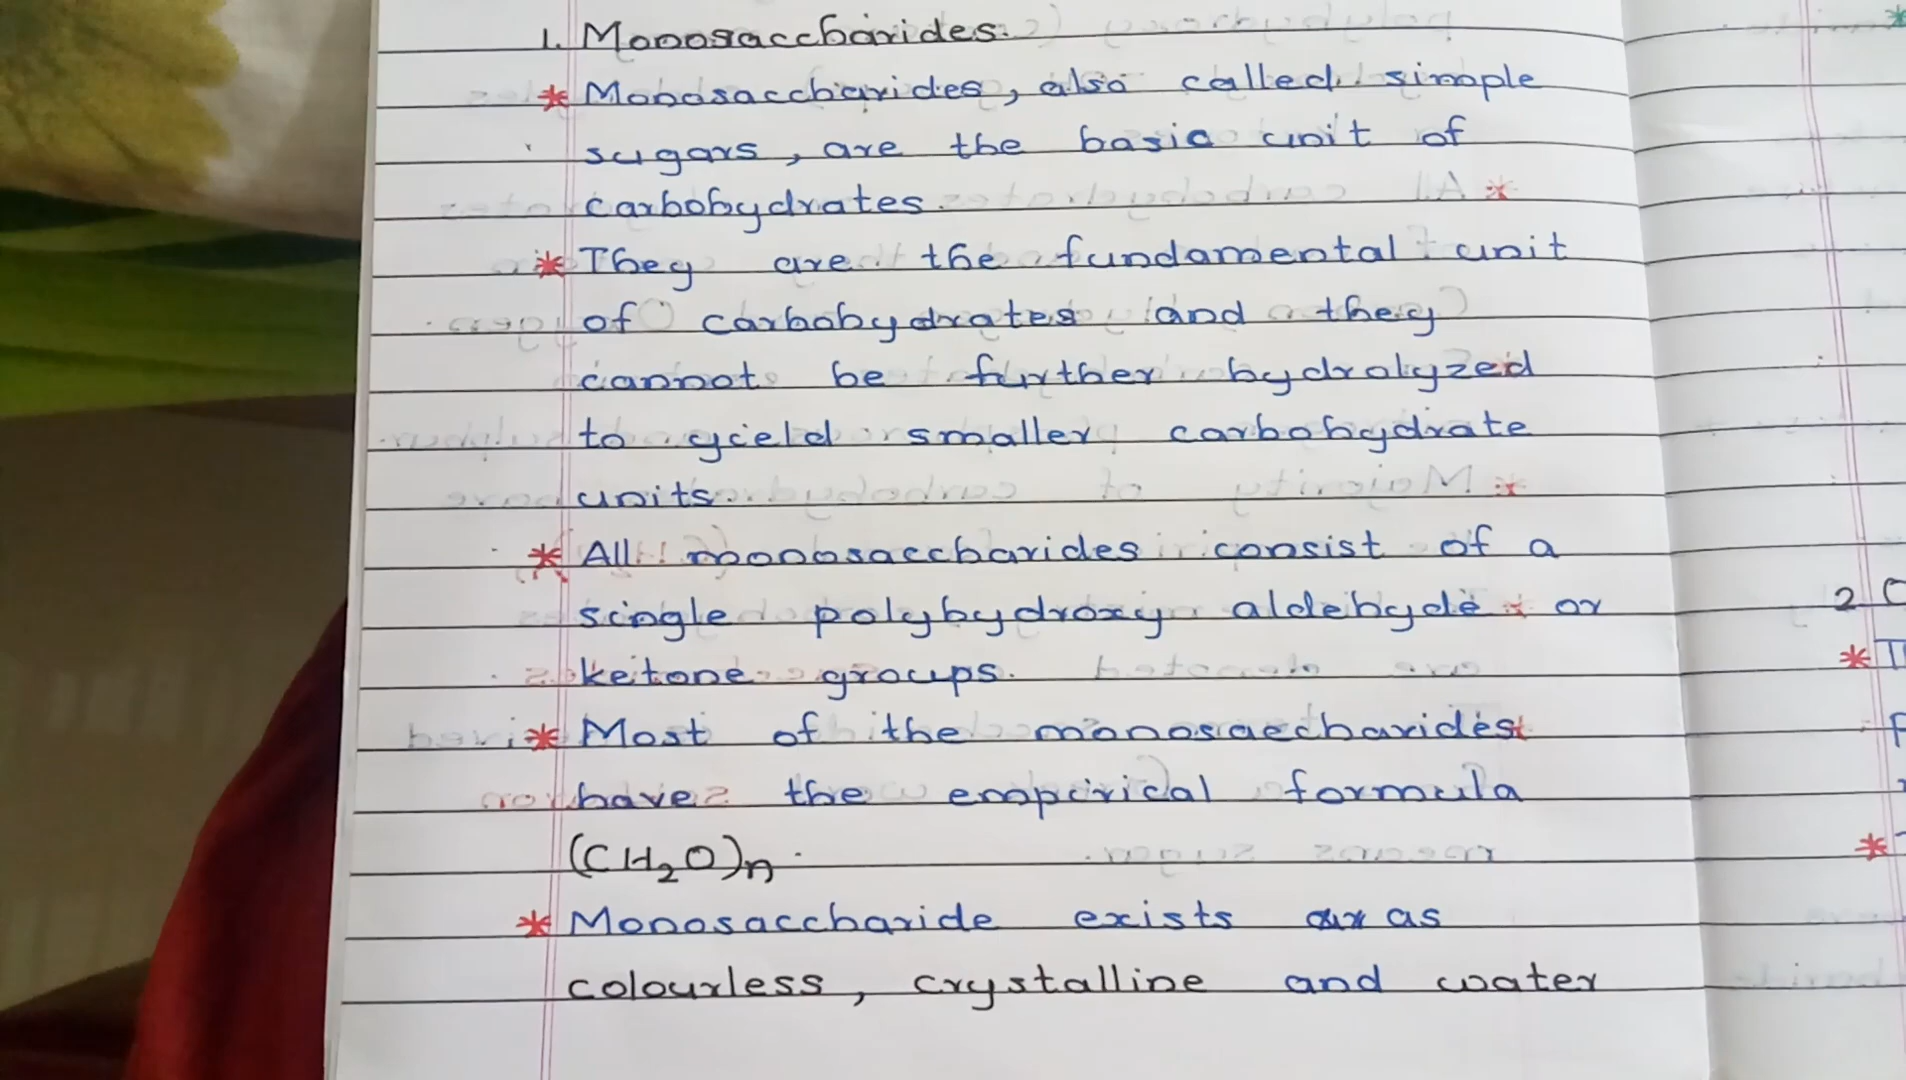 1. Monosaccharides.
* Monosaccharides, also called simple
sugars, are the basic unit of
carbohydrates.
* They are the fundamental unit
of carbohydrates and they
cannot be further hydrolyzed
to yield smaller carbohydrate
units.
* All monosaccharides consist of a
single polyhydroxy aldehyde or
ketone groups.
* Most of the monosaccharides
have the empirical formula
(CH₂O)n.
* Monosaccharide exists as
colourless, crystalline and water
2. C
* T
*